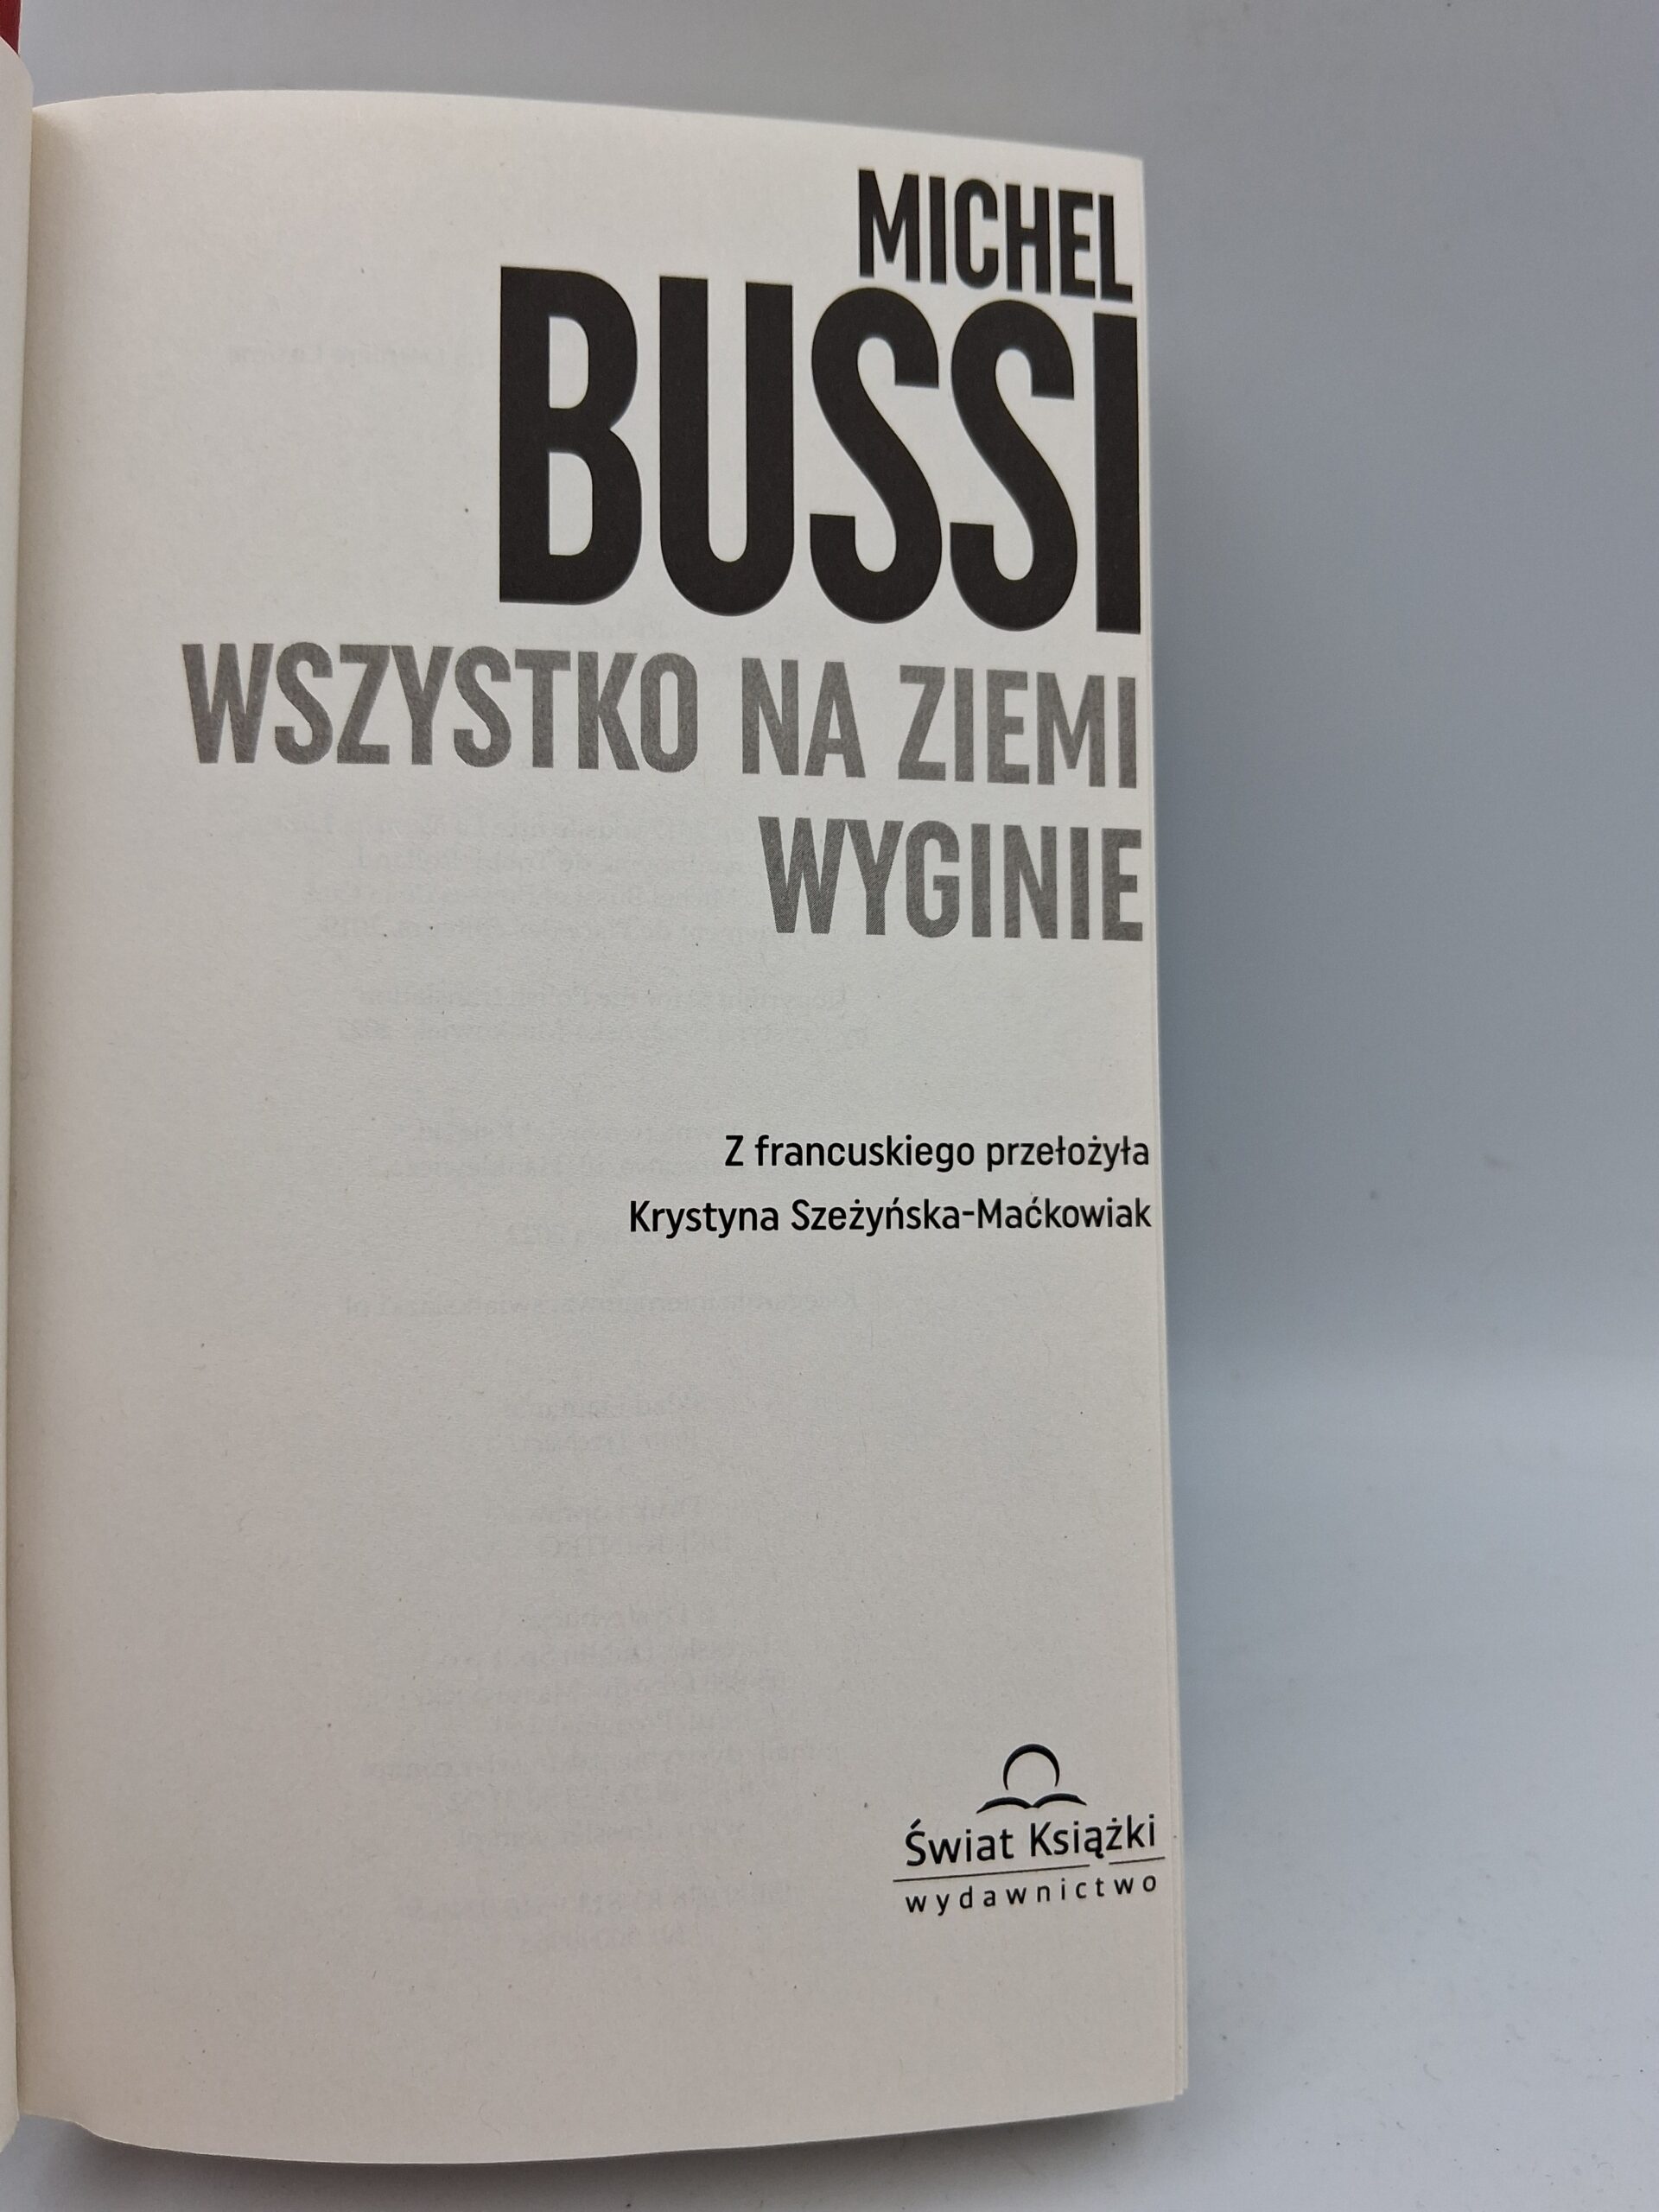 MICHEL
BUSSI
WSZYSTKO NA ZIEMI
WYGINIE
Z francuskiego przełożyła
Krystyna Szeżyńska-Maćkowiak
Świat Książki
wydawnictwo